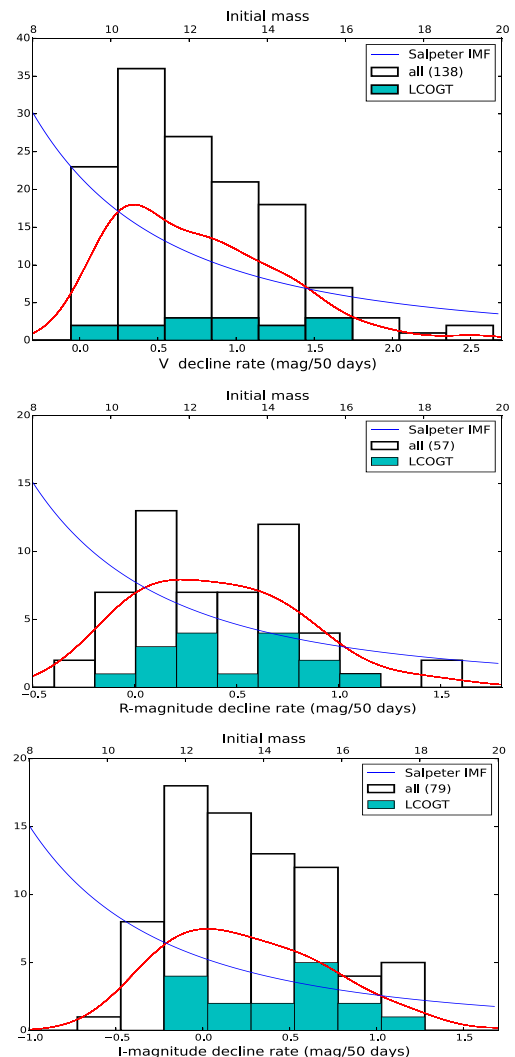 Initial mass
8 10 12 14 16 18 20
40
35
30
25
20
15
10
5
0
Salpeter IMF
all (138)
LCOGT
0.0 0.5 1.0 1.5 2.0 2.5
V decline rate (mag/50 days)
Initial mass
8 10 12 14 16 18 20
20
15
10
5
0
Salpeter IMF
all (57)
LCOGT
−0.5 0.0 0.5 1.0 1.5
R-magnitude decline rate (mag/50 days)
Initial mass
8 10 12 14 16 18 20
20
15
10
5
0
Salpeter IMF
all (79)
LCOGT
−1.0 −0.5 0.0 0.5 1.0 1.5
I-magnitude decline rate (mag/50 days)